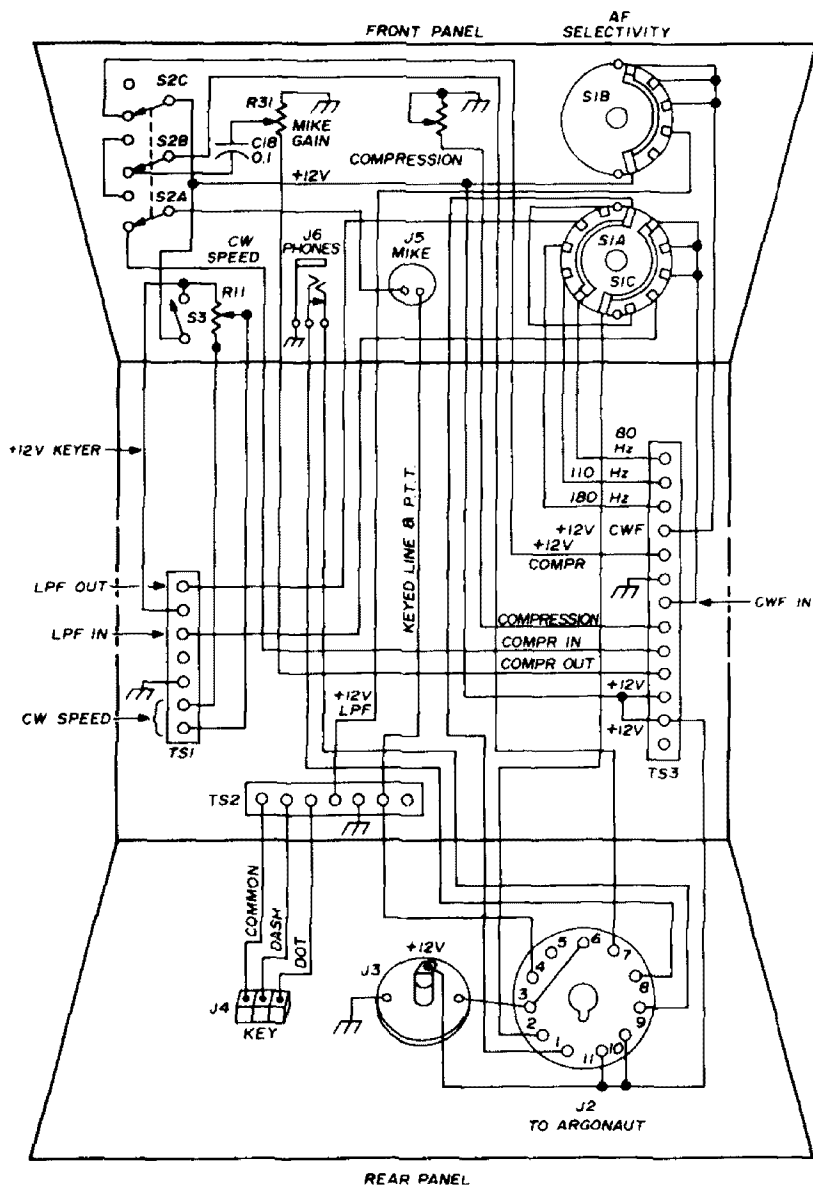 FRONT PANEL
AF
SELECTIVITY
S2C
R31
MIKE
GAIN
S2B
C18
0.1
COMPRESSION
S1B
+12V
S2A
CW
SPEED
J6
PHONES
J5
MIKE
S1A
S1C
R11
S3
+12V KEYER
80
Hz
110 Hz
180 Hz
+12V CWF
+12V
COMPR
KEYED LINE & P.T.T.
LPF OUT
LPF IN
CWF IN
COMPRESSION
COMPR IN
COMPR OUT
+12V
LPF
+12V
+12V
CW SPEED
TS1
TS3
TS2
COMMON
DASH
DOT
J4
KEY
J3
+12V
1
2
3
4
5
6
7
8
9
10
11
J2
TO ARGONAUT
REAR PANEL